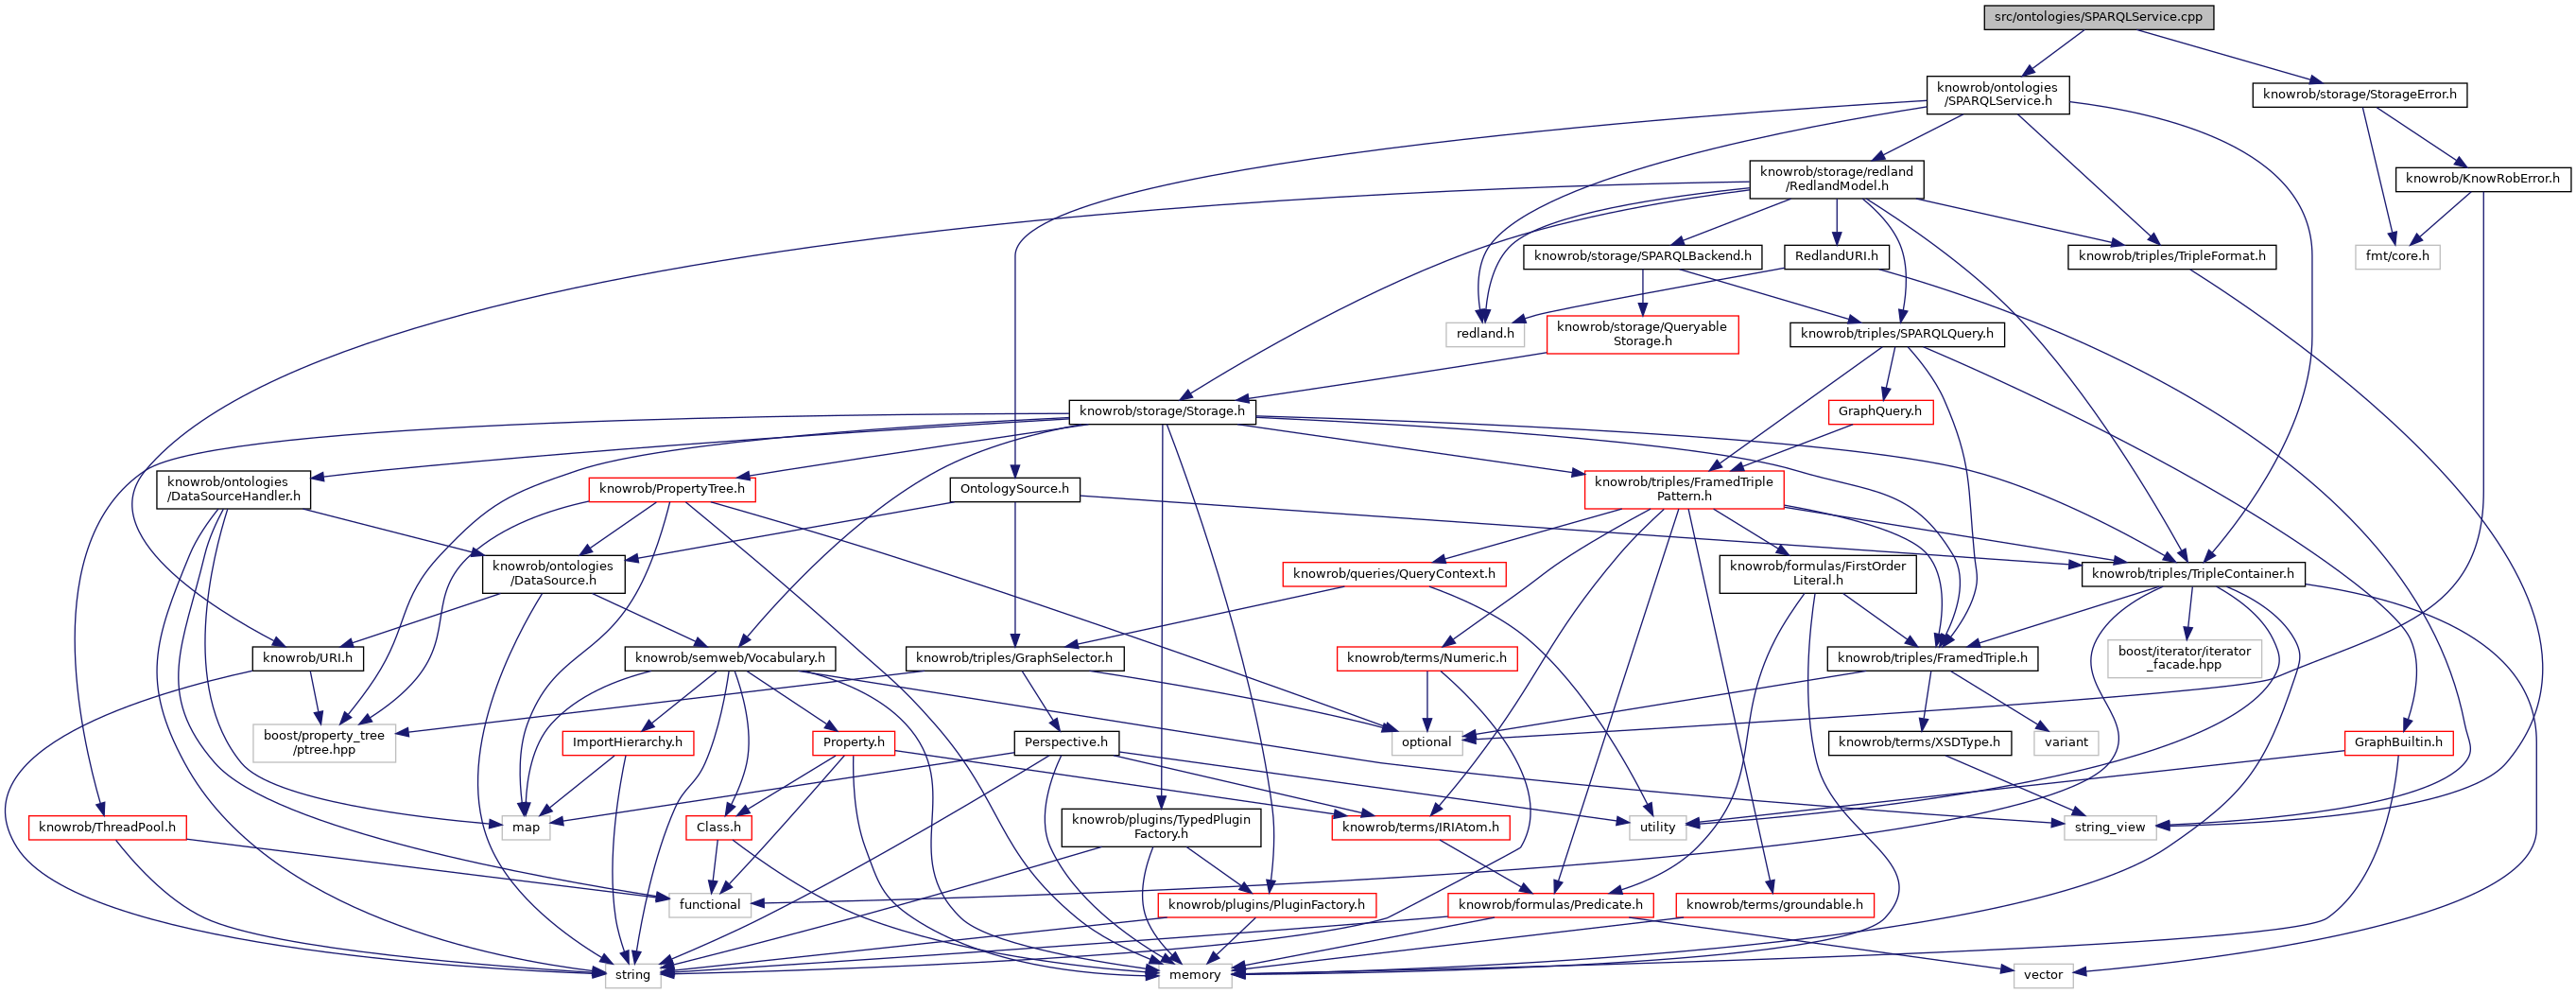 src/ontologies/SPARQLService.cpp
knowrob/ontologies
/SPARQLService.h
knowrob/storage/StorageError.h
knowrob/storage/redland
/RedlandModel.h
knowrob/KnowRobError.h
knowrob/storage/SPARQLBackend.h
RedlandURI.h
knowrob/triples/TripleFormat.h
fmt/core.h
redland.h
knowrob/storage/Queryable
Storage.h
knowrob/triples/SPARQLQuery.h
knowrob/storage/Storage.h
GraphQuery.h
knowrob/ontologies
/DataSourceHandler.h
knowrob/PropertyTree.h
OntologySource.h
knowrob/triples/FramedTriple
Pattern.h
knowrob/ontologies
/DataSource.h
knowrob/queries/QueryContext.h
knowrob/formulas/FirstOrder
Literal.h
knowrob/triples/TripleContainer.h
knowrob/URI.h
knowrob/semweb/Vocabulary.h
knowrob/triples/GraphSelector.h
knowrob/terms/Numeric.h
knowrob/triples/FramedTriple.h
boost/iterator/iterator
_facade.hpp
boost/property_tree
/ptree.hpp
ImportHierarchy.h
Property.h
Perspective.h
optional
knowrob/terms/XSDType.h
variant
GraphBuiltin.h
knowrob/ThreadPool.h
map
Class.h
knowrob/plugins/TypedPlugin
Factory.h
knowrob/terms/IRIAtom.h
utility
string_view
functional
knowrob/plugins/PluginFactory.h
knowrob/formulas/Predicate.h
knowrob/terms/groundable.h
string
memory
vector